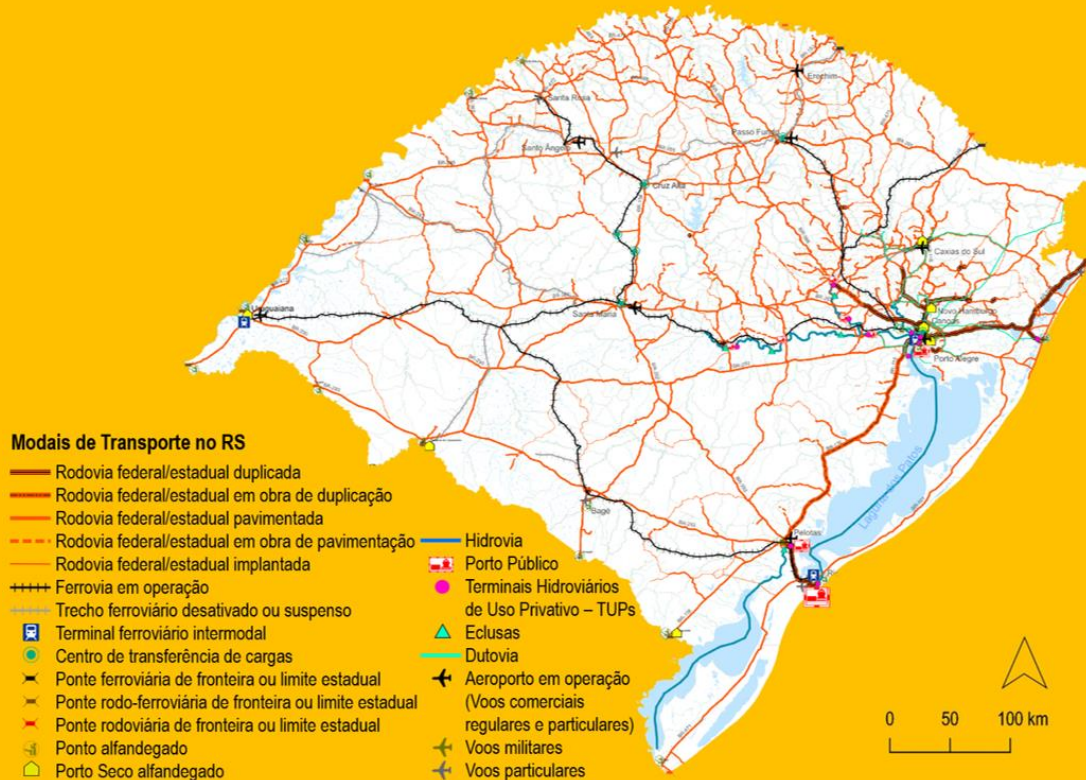 Erechim
Santa Rosa
Passo Fundo
Santo Ângelo
Cruz Alta
Caxias do Sul
Uruguaiana
Santa Maria
Novo Hamburgo
Canoas
Porto Alegre
Laguna dos Patos
Bagé
Pelotas
Modais de Transporte no RS
Rodovia federal/estadual duplicada
Rodovia federal/estadual em obra de duplicação
Rodovia federal/estadual pavimentada
Rodovia federal/estadual em obra de pavimentação
Rodovia federal/estadual implantada
Ferrovia em operação
Trecho ferroviário desativado ou suspenso
Terminal ferroviário intermodal
Centro de transferência de cargas
Ponte ferroviária de fronteira ou limite estadual
Ponte rodo-ferroviária de fronteira ou limite estadual
Ponte rodoviária de fronteira ou limite estadual
Ponto alfandegado
Porto Seco alfandegado
Hidrovia
Porto Público
Terminais Hidroviários
de Uso Privativo – TUPs
Eclusas
Dutovia
Aeroporto em operação
(Voos comerciais
regulares e particulares)
Voos militares
Voos particulares
0 50 100 km